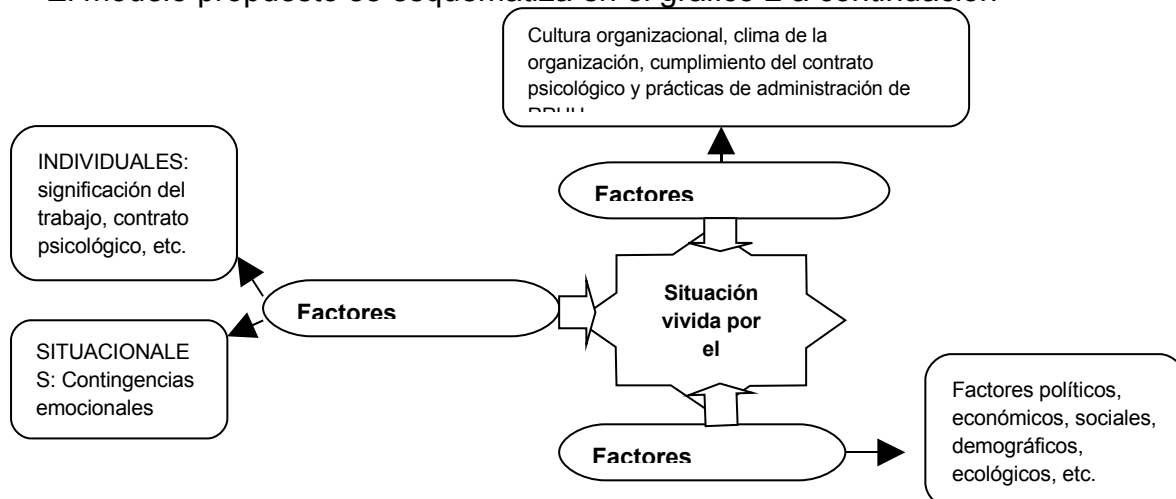 El modelo propuesto se esquematiza en el gráfico 2 a continuación
Cultura organizacional, clima de la
organización, cumplimiento del contrato
psicológico y prácticas de administración de
RRHH
INDIVIDUALES:
significación del
trabajo, contrato
psicológico, etc.
Factores
Factores
Situación
vivida por
el
SITUACIONALE
S: Contingencias
emocionales
Factores políticos,
económicos, sociales,
demográficos,
ecológicos, etc.
Factores